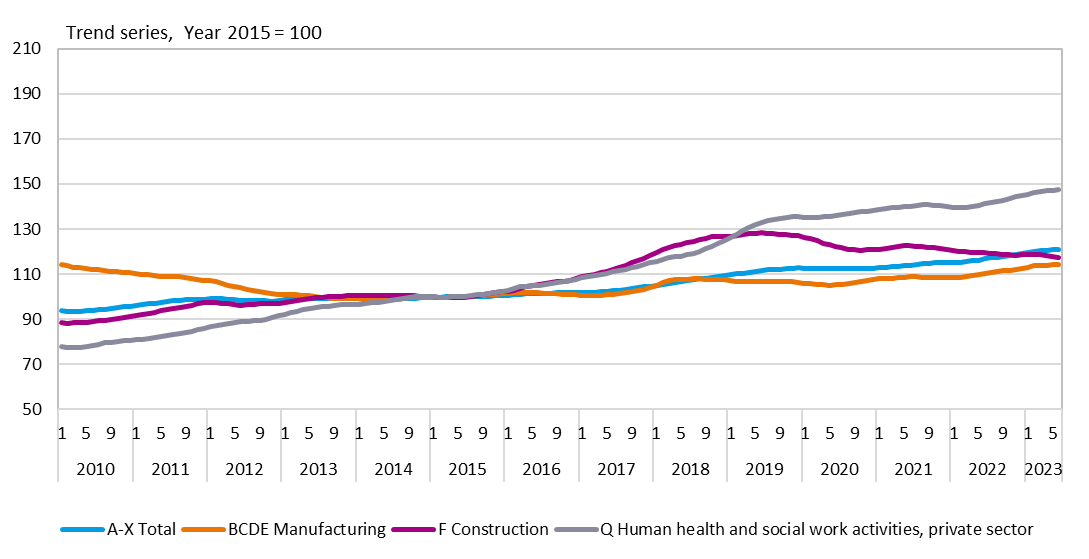 Trend series, Year 2015 = 100
210
190
170
150
130
110
90
70
50
1 5 9 1 5 9 1 5 9 1 5 9 1 5 9 1 5 9 1 5 9 1 5 9 1 5 9 1 5 9 1 5 9 1 5 9 1 5 9 1 5
2010 2011 2012 2013 2014 2015 2016 2017 2018 2019 2020 2021 2022 2023
A-X Total BCDE Manufacturing F Construction Q Human health and social work activities, private sector